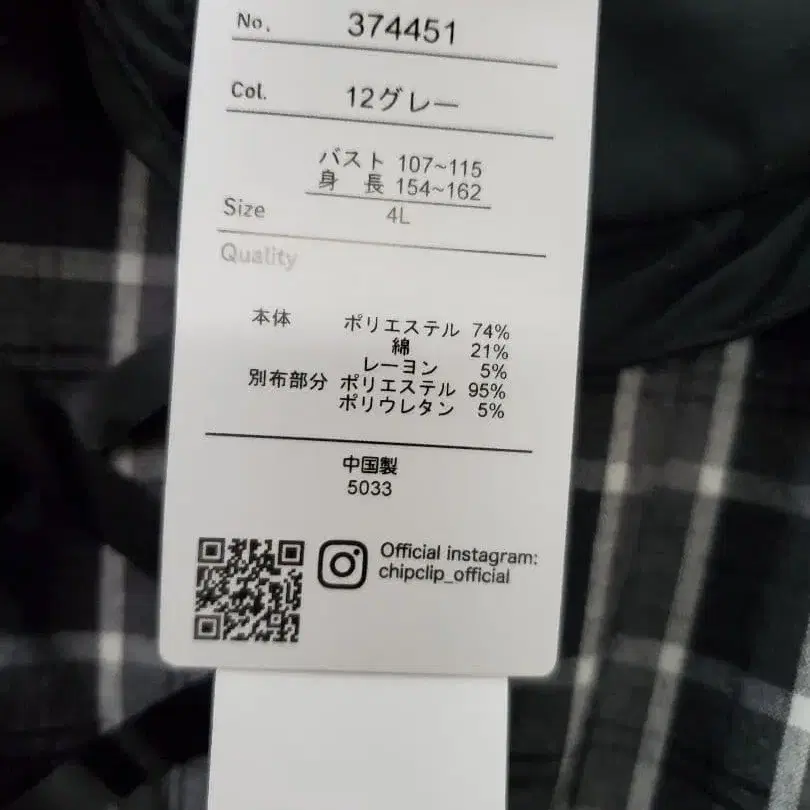 No. 374451
Col. 12グレー
バスト 107~115
身 長 154~162
Size 4L
Quality
本体 ポリエステル 74%
綿 21%
レーヨン 5%
別布部分 ポリエステル 95%
ポリウレタン 5%
中国製
5033
Official instagram:
chipclip_official